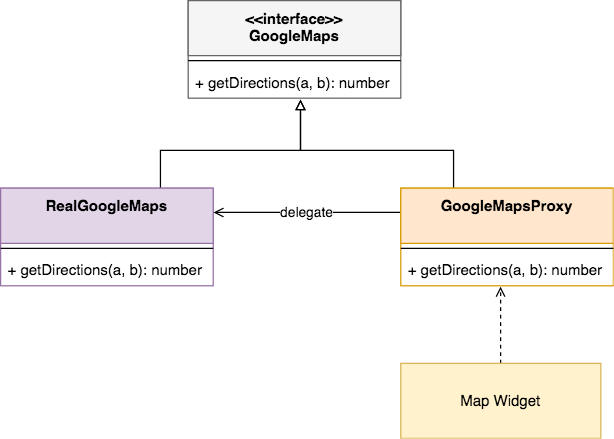 <<interface>>
GoogleMaps
+ getDirections(a, b): number
RealGoogleMaps
+ getDirections(a, b): number
delegate
GoogleMapsProxy
+ getDirections(a, b): number
Map Widget